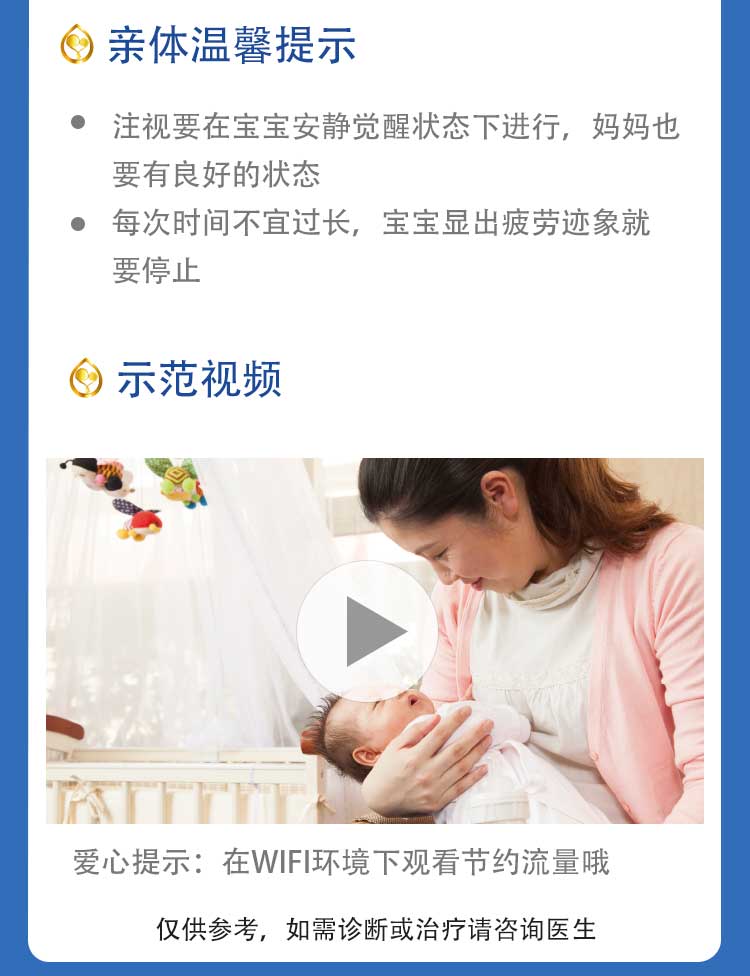 亲体温馨提示
注视要在宝宝安静觉醒状态下进行，妈妈也
要有良好的状态
每次时间不宜过长，宝宝显出疲劳迹象就
要停止
示范视频
爱心提示：在WIFI环境下观看节约流量哦
仅供参考，如需诊断或治疗请咨询医生